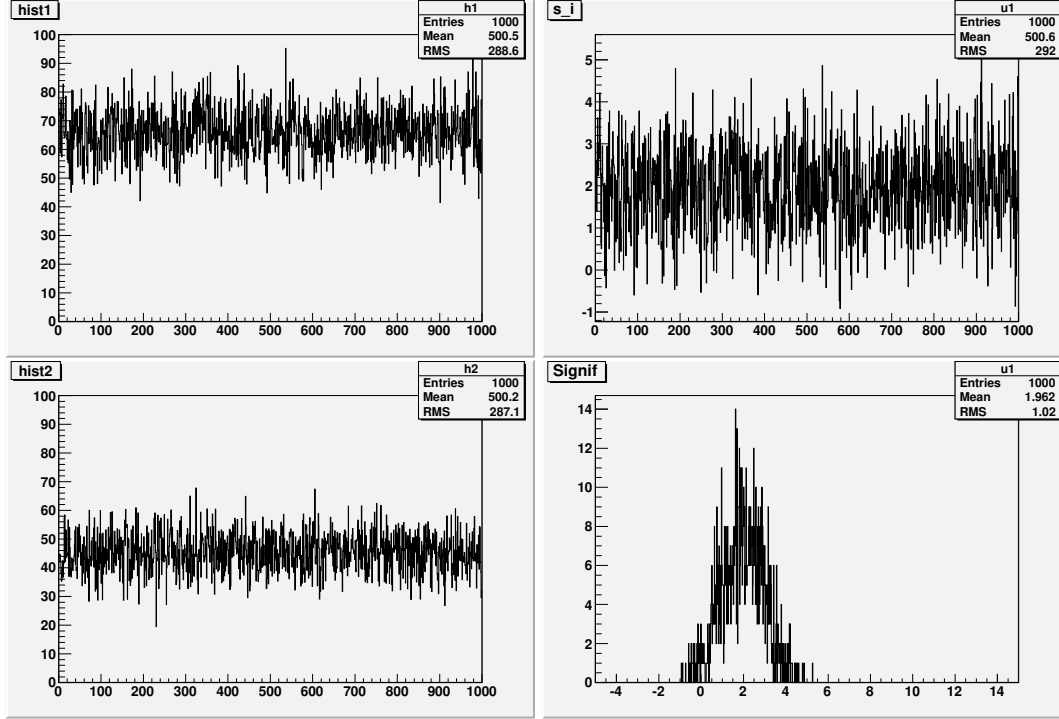 hist1
h1
Entries 1000
Mean 500.5
RMS 288.6
100
90
80
70
60
50
40
30
20
10
0
0 100 200 300 400 500 600 700 800 900 1000
s_i
u1
Entries 1000
Mean 500.6
RMS 292
5
4
3
2
1
0
-1
0 100 200 300 400 500 600 700 800 900 1000
hist2
h2
Entries 1000
Mean 500.2
RMS 287.1
100
90
80
70
60
50
40
30
20
10
0
0 100 200 300 400 500 600 700 800 900 1000
Signif
u1
Entries 1000
Mean 1.962
RMS 1.02
14
12
10
8
6
4
2
0
-4 -2 0 2 4 6 8 10 12 14